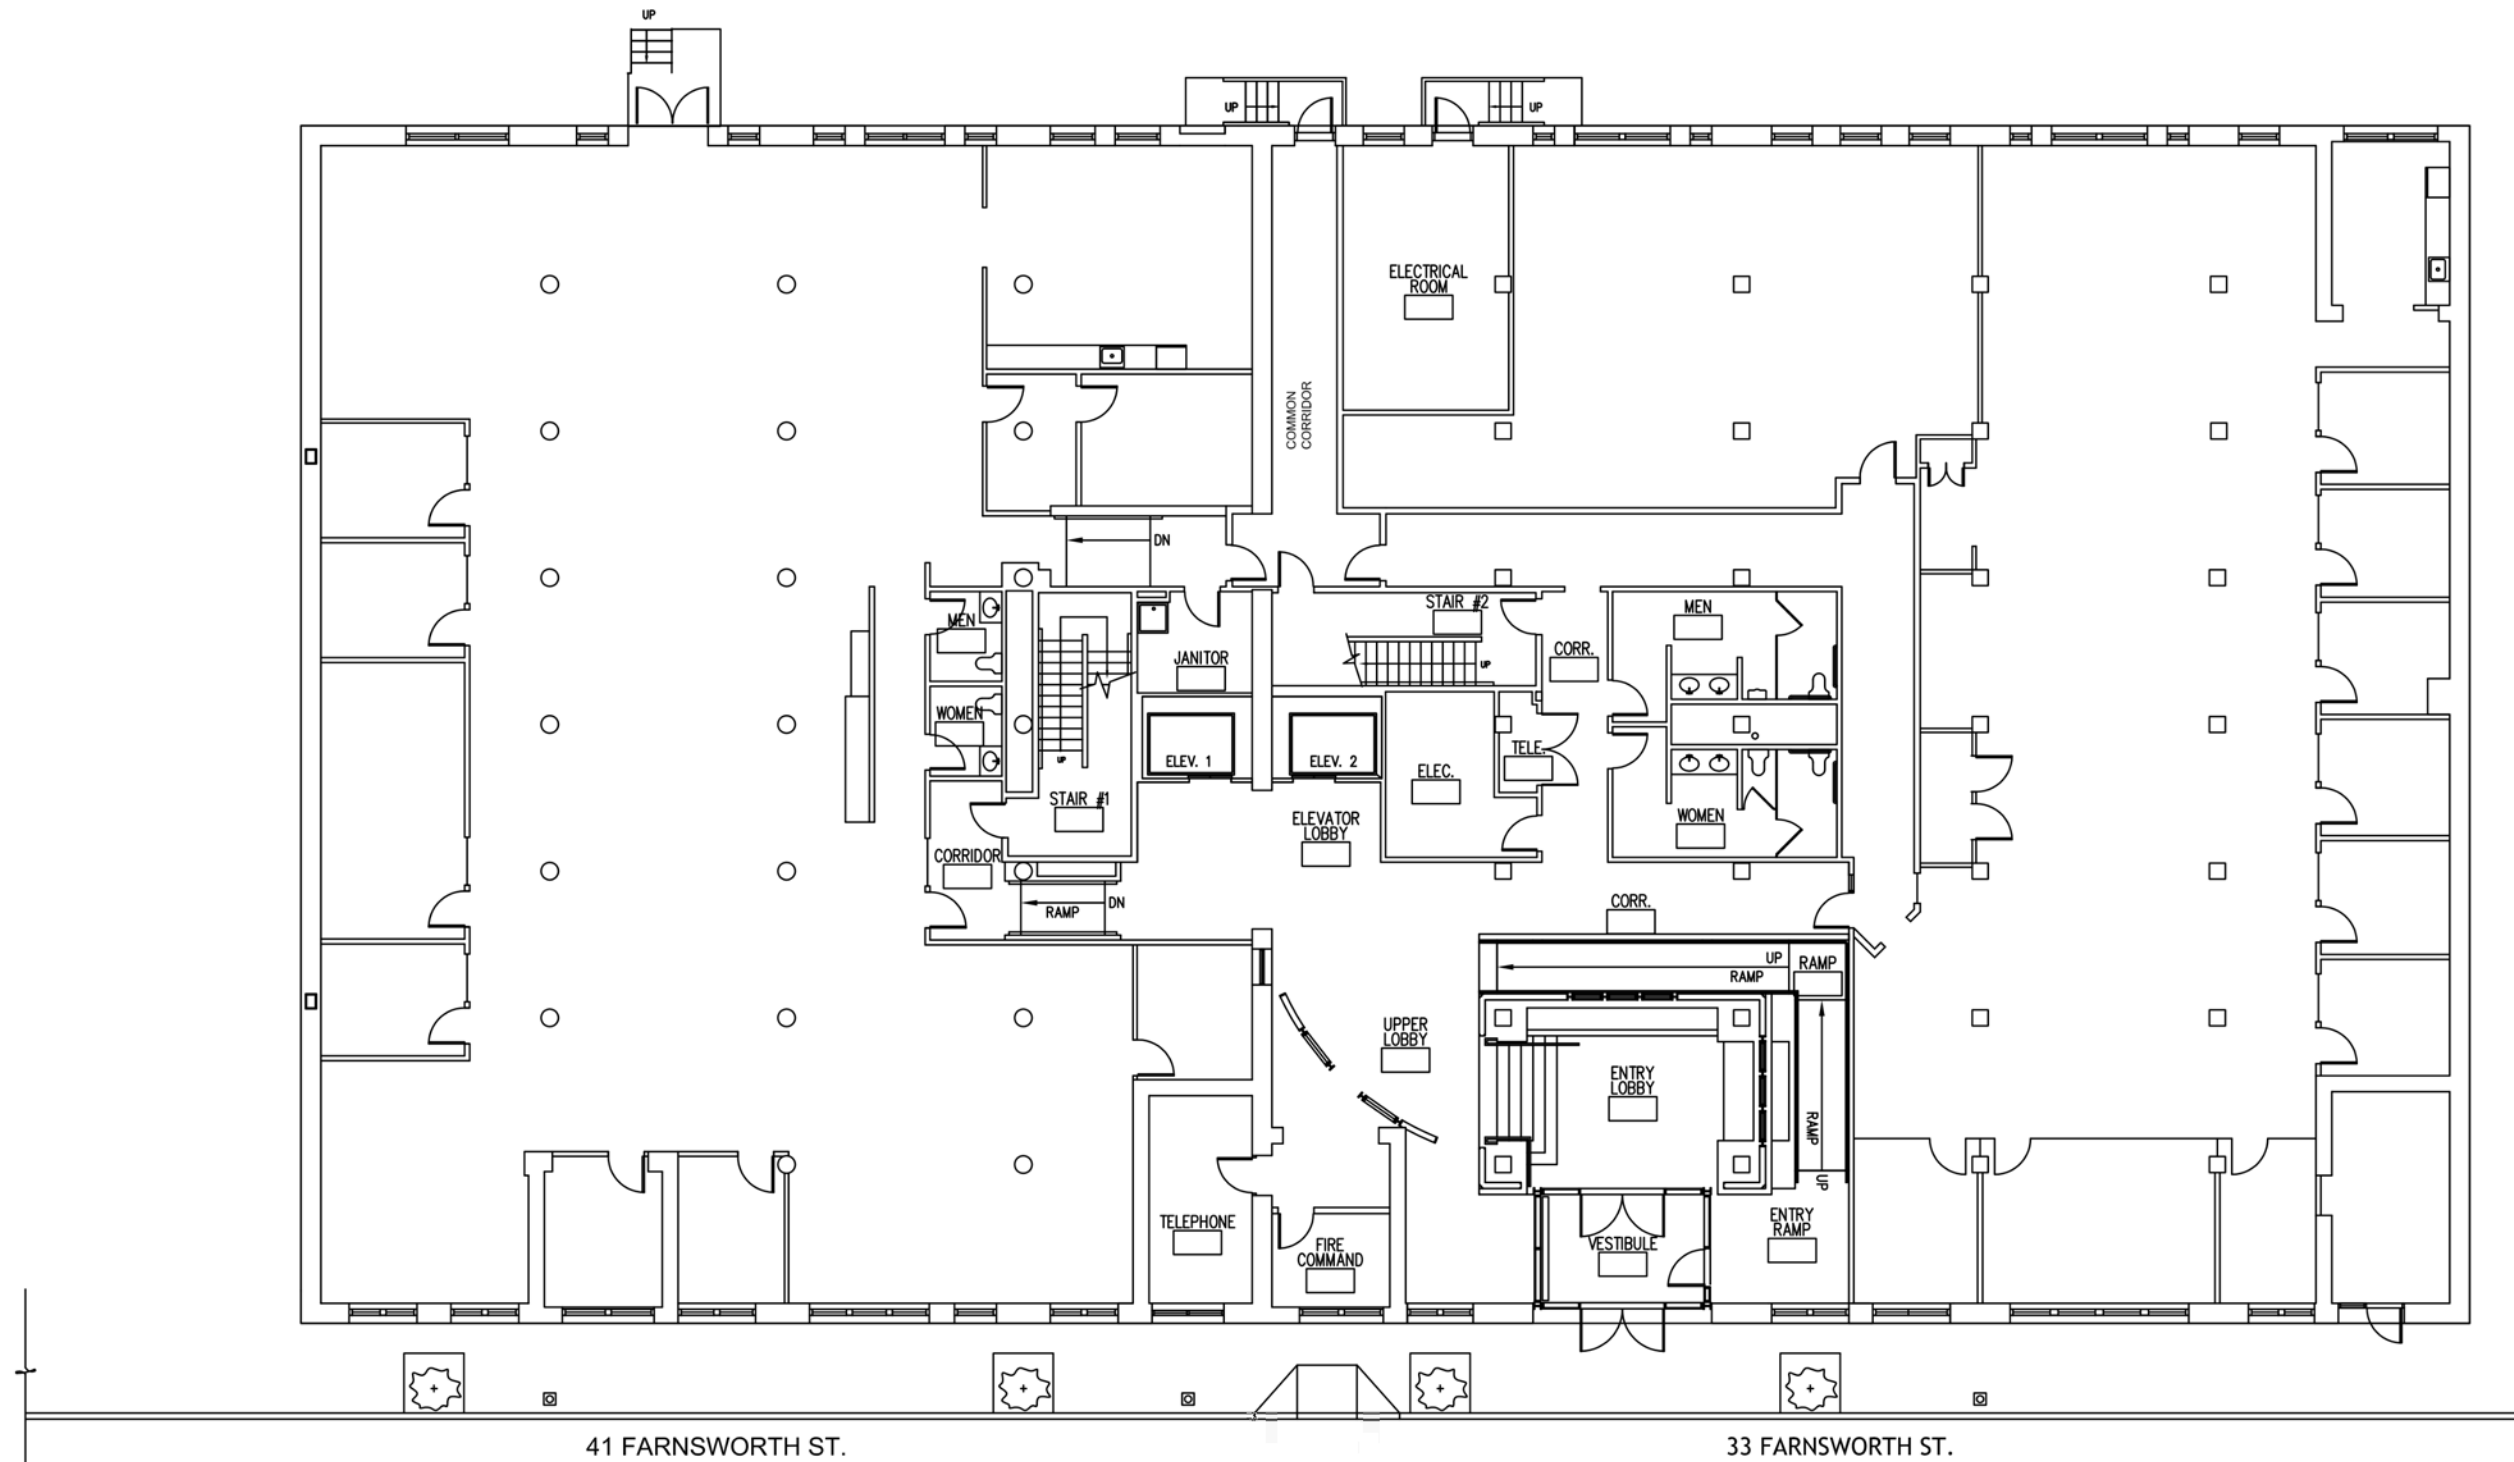 UP
UP
UP
ELECTRICAL
ROOM
COMMON
CORRIDOR
DN
MEN
STAIR #2
MEN
JANITOR
CORR.
UP
WOMEN
ELEV. 1
ELEV. 2
TELE.
UP
ELEC.
STAIR #1
ELEVATOR
LOBBY
WOMEN
CORRIDOR
RAMP
DN
CORR.
UP
RAMP
RAMP
UPPER
LOBBY
ENTRY
LOBBY
RAMP
UP
TELEPHONE
FIRE
COMMAND
VESTIBULE
ENTRY
RAMP
41 FARNSWORTH ST.
33 FARNSWORTH ST.